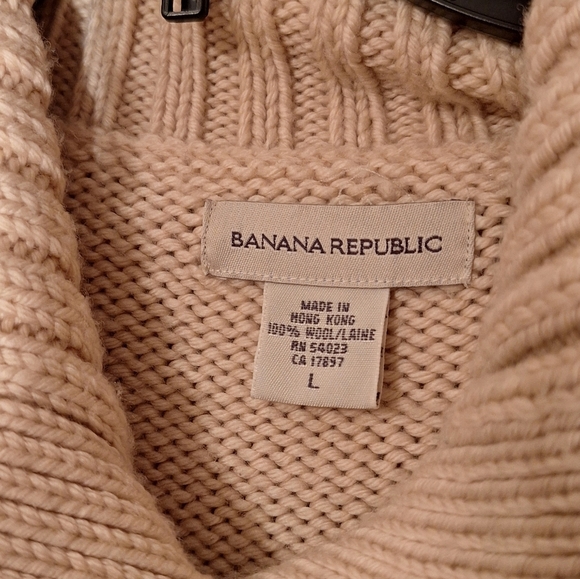 BANANA REPUBLIC
MADE IN
HONG KONG
100% WOOL/LAINE
RN 54023
CA 17897
L